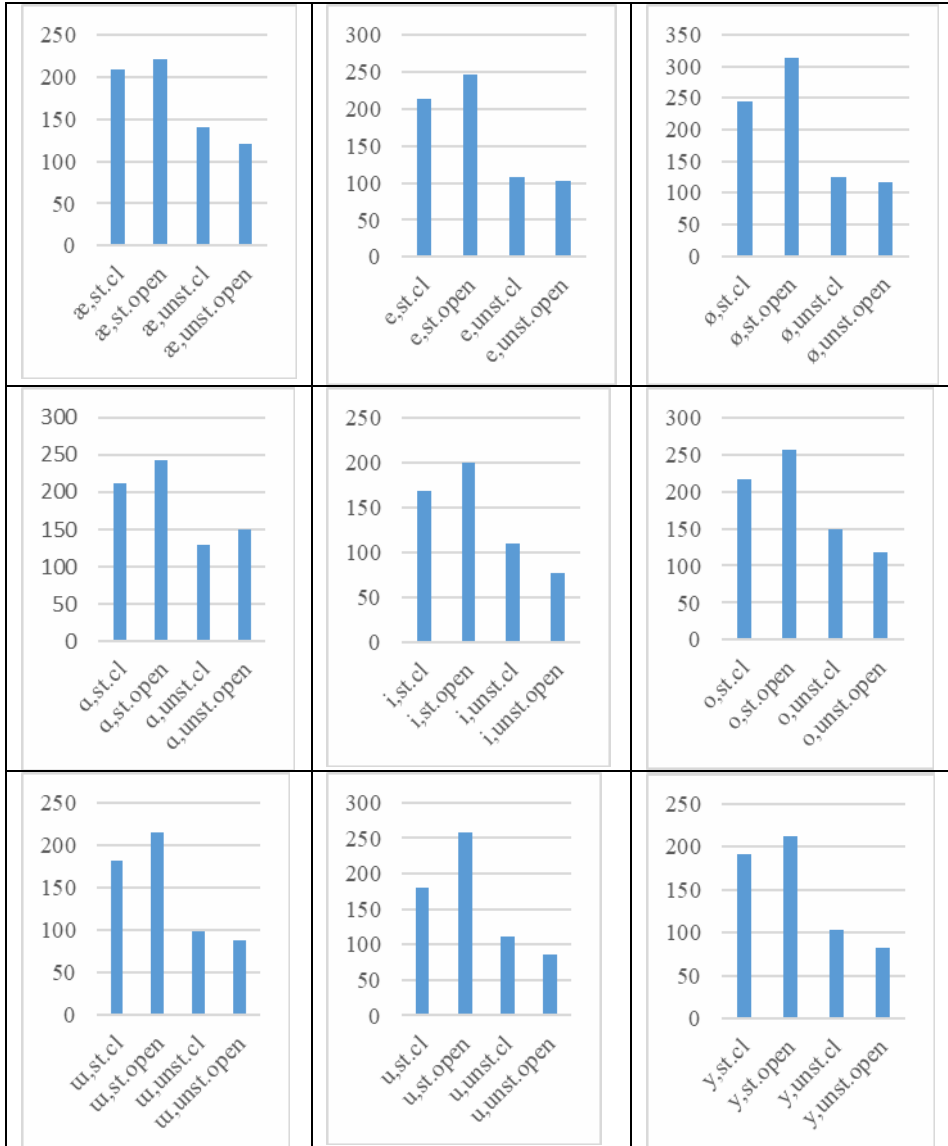 250
200
150
100
50
0
æ,st.cl
æ,st.open
æ,unst.cl
æ,unst.open
300
250
200
150
100
50
0
e,st.cl
e,st.open
e,unst.cl
e,unst.open
350
300
250
200
150
100
50
0
ø,st.cl
ø,st.open
ø,unst.cl
ø,unst.open
300
250
200
150
100
50
0
ɑ,st.cl
ɑ,st.open
ɑ,unst.cl
ɑ,unst.open
250
200
150
100
50
0
i,st.cl
i,st.open
i,unst.cl
i,unst.open
300
250
200
150
100
50
0
o,st.cl
o,st.open
o,unst.cl
o,unst.open
250
200
150
100
50
0
ɯ,st.cl
ɯ,st.open
ɯ,unst.cl
ɯ,unst.open
300
250
200
150
100
50
0
u,st.cl
u,st.open
u,unst.cl
u,unst.open
250
200
150
100
50
0
y,st.cl
y,st.open
y,unst.cl
y,unst.open